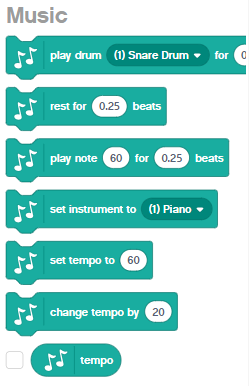 Music
play drum (1) Snare Drum for 0
rest for 0.25 beats
play note 60 for 0.25 beats
set instrument to (1) Piano
set tempo to 60
change tempo by 20
tempo